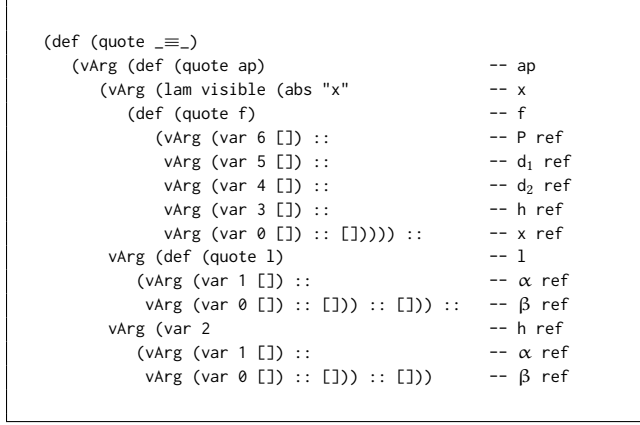 (def (quote _≡_)
(vArg (def (quote ap) -- ap
(vArg (lam visible (abs "x" -- x
(def (quote f) -- f
(vArg (var 6 []) :: -- P ref
vArg (var 5 []) :: -- d₁ ref
vArg (var 4 []) :: -- d₂ ref
vArg (var 3 []) :: -- h ref
vArg (var 0 []) :: [])))) :: -- x ref
vArg (def (quote l) -- l
(vArg (var 1 []) :: -- α ref
vArg (var 0 []) :: [])) :: [])) :: -- β ref
vArg (var 2 -- h ref
(vArg (var 1 []) :: -- α ref
vArg (var 0 []) :: [])) :: [])) -- β ref